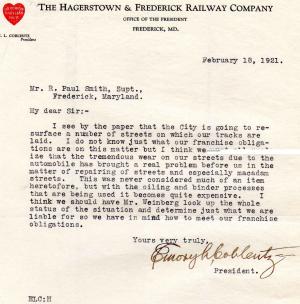 THE HAGERSTOWN & FREDERICK RAILWAY COMPANY
OFFICE OF THE PRESIDENT
FREDERICK, MD.
E. L. COBLENTZ,
President
February 18, 1921.
Mr. R. Paul Smith, Supt.,
Frederick, Maryland.
My dear Sir:-
I see by the paper that the City is going to re-
surface a number of streets on which our tracks are
laid. I do not know just what our franchise obliga-
tions are on this matter but I think we
ize that the tremendous wear on our streets due to the
automobile has brought a real problem before us in the
matter of repairing of streets and especially macadam
streets. This was never considered much of an item
heretofore, but with the oiling and binder processes
that are being used it becomes quite expensive. I
think we should have Mr. Weinberg look up the whole
status of the situation and determine just what we are
liable for so we have in mind how to meet our franchise
obligations.
Yours very truly,
Emory L Coblentz
President.
ELC:H